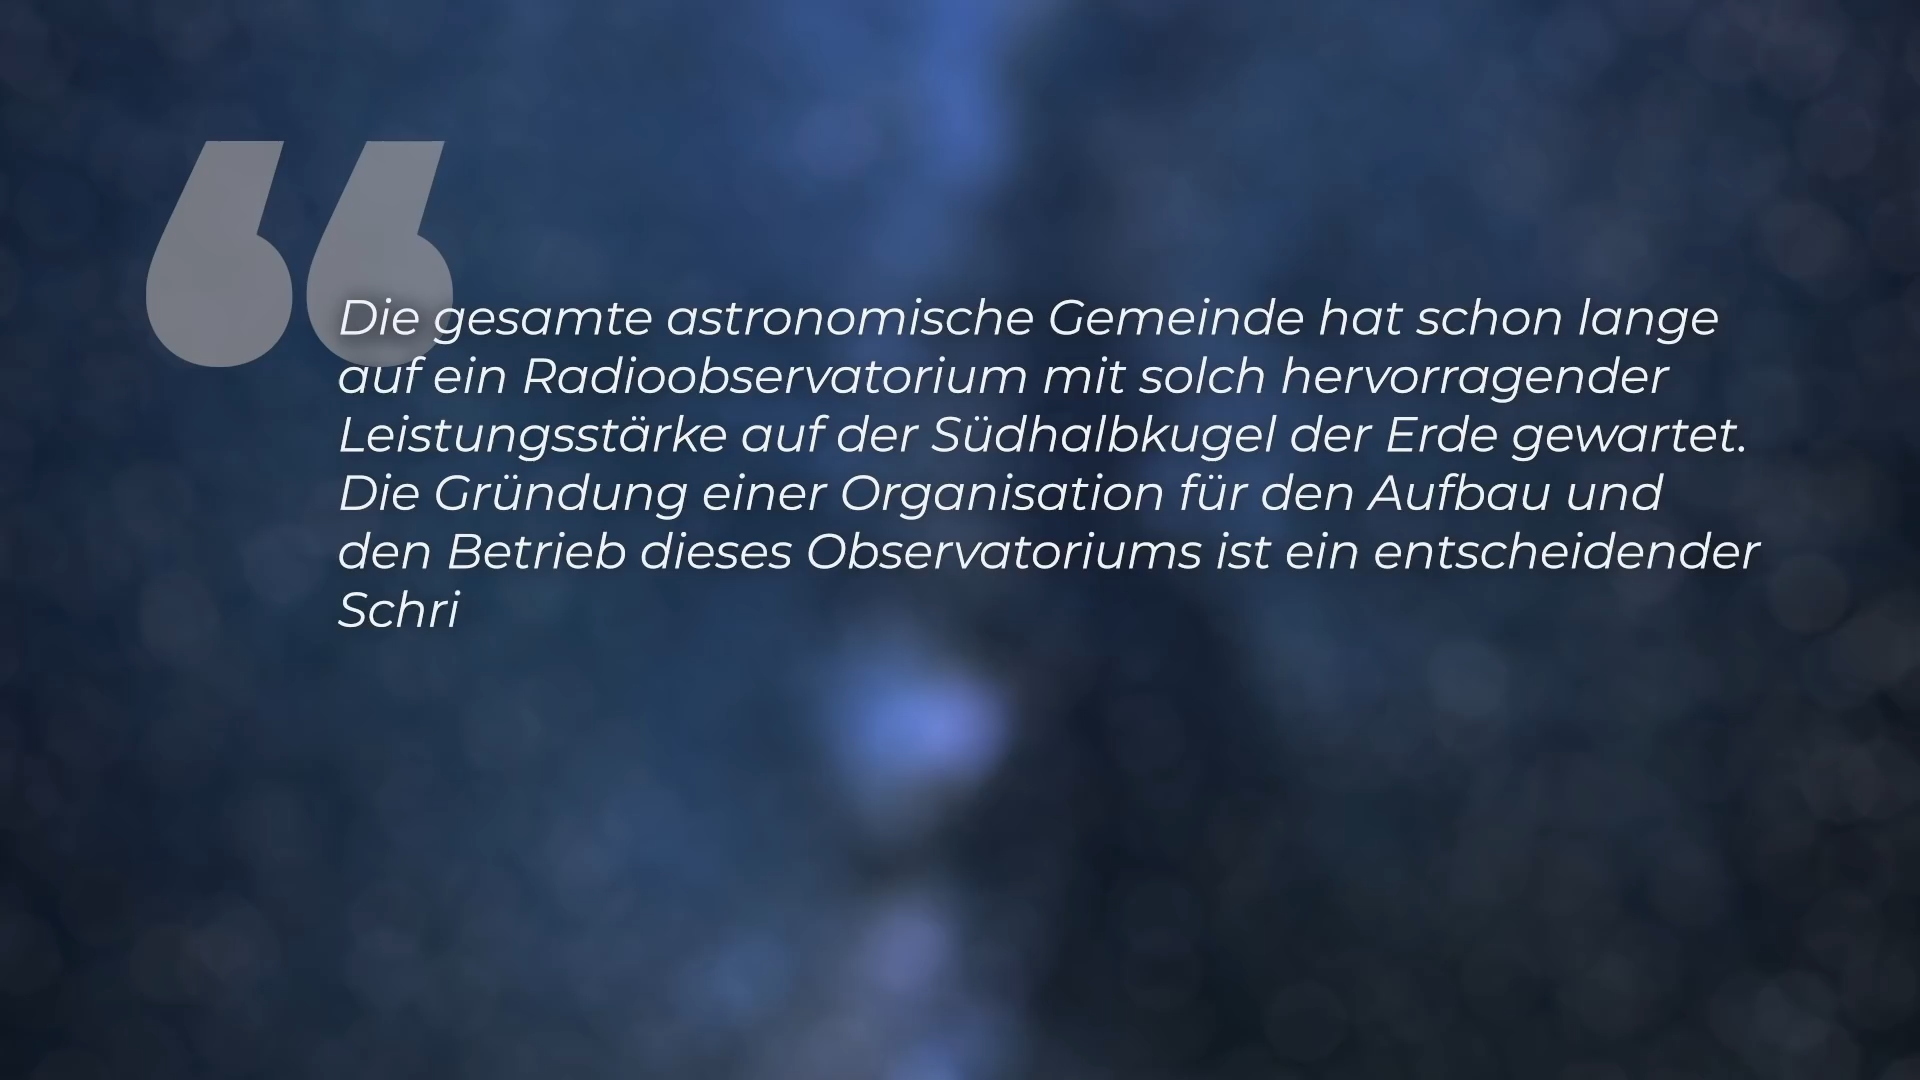 “
Die gesamte astronomische Gemeinde hat schon lange
auf ein Radioobservatorium mit solch hervorragender
Leistungsstärke auf der Südhalbkugel der Erde gewartet.
Die Gründung einer Organisation für den Aufbau und
den Betrieb dieses Observatoriums ist ein entscheidender
Schri